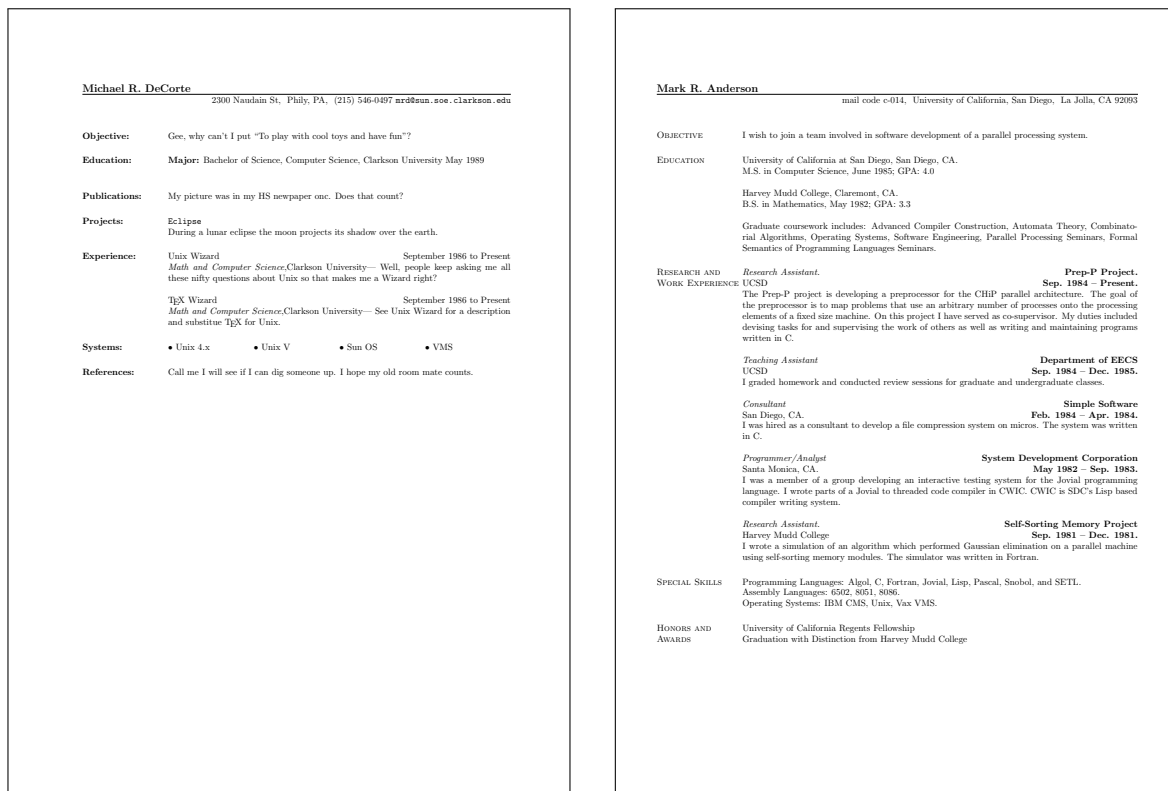 Michael R. DeCorte
2300 Naudain St, Phily, PA, (215) 546-0497 mrd@sun.soe.clarkson.edu
Objective: Gee, why can't I put “To play with cool toys and have fun”?
Education: Major: Bachelor of Science, Computer Science, Clarkson University May 1989
Publications: My picture was in my HS newspaper onc. Does that count?
Projects: Eclipse
During a lunar eclipse the moon projects its shadow over the earth.
Experience: Unix Wizard September 1986 to Present
Math and Computer Science,Clarkson University— Well, people keep asking me all
these nifty questions about Unix so that makes me a Wizard right?
TEX Wizard September 1986 to Present
Math and Computer Science,Clarkson University— See Unix Wizard for a description
and substitue TEX for Unix.
Systems: • Unix 4.x • Unix V • Sun OS • VMS
References: Call me I will see if I can dig someone up. I hope my old room mate counts.
Mark R. Anderson
mail code c-014, University of California, San Diego, La Jolla, CA 92093
OBJECTIVE I wish to join a team involved in software development of a parallel processing system.
EDUCATION University of California at San Diego, San Diego, CA.
M.S. in Computer Science, June 1985; GPA: 4.0
Harvey Mudd College, Claremont, CA.
B.S. in Mathematics, May 1982; GPA: 3.3
Graduate coursework includes: Advanced Compiler Construction, Automata Theory, Combinato-
rial Algorithms, Operating Systems, Software Engineering, Parallel Processing Seminars, Formal
Semantics of Programming Languages Seminars.
RESEARCH AND Research Assistant. Prep-P Project.
WORK EXPERIENCE UCSD Sep. 1984 – Present.
The Prep-P project is developing a preprocessor for the CHiP parallel architecture. The goal of
the preprocessor is to map problems that use an arbitrary number of processes onto the processing
elements of a fixed size machine. On this project I have served as co-supervisor. My duties included
devising tasks for and supervising the work of others as well as writing and maintaining programs
written in C.
Teaching Assistant Department of EECS
UCSD Sep. 1984 – Dec. 1985.
I graded homework and conducted review sessions for graduate and undergraduate classes.
Consultant Simple Software
San Diego, CA. Feb. 1984 – Apr. 1984.
I was hired as a consultant to develop a file compression system on micros. The system was written
in C.
Programmer/Analyst System Development Corporation
Santa Monica, CA. May 1982 – Sep. 1983.
I was a member of a group developing an interactive testing system for the Jovial programming
language. I wrote parts of a Jovial to threaded code compiler in CWIC. CWIC is SDC's Lisp based
compiler writing system.
Research Assistant. Self-Sorting Memory Project
Harvey Mudd College Sep. 1981 – Dec. 1981.
I wrote a simulation of an algorithm which performed Gaussian elimination on a parallel machine
using self-sorting memory modules. The simulator was written in Fortran.
SPECIAL SKILLS Programming Languages: Algol, C, Fortran, Jovial, Lisp, Pascal, Snobol, and SETL.
Assembly Languages: 6502, 8051, 8086.
Operating Systems: IBM CMS, Unix, Vax VMS.
HONORS AND University of California Regents Fellowship
AWARDS Graduation with Distinction from Harvey Mudd College